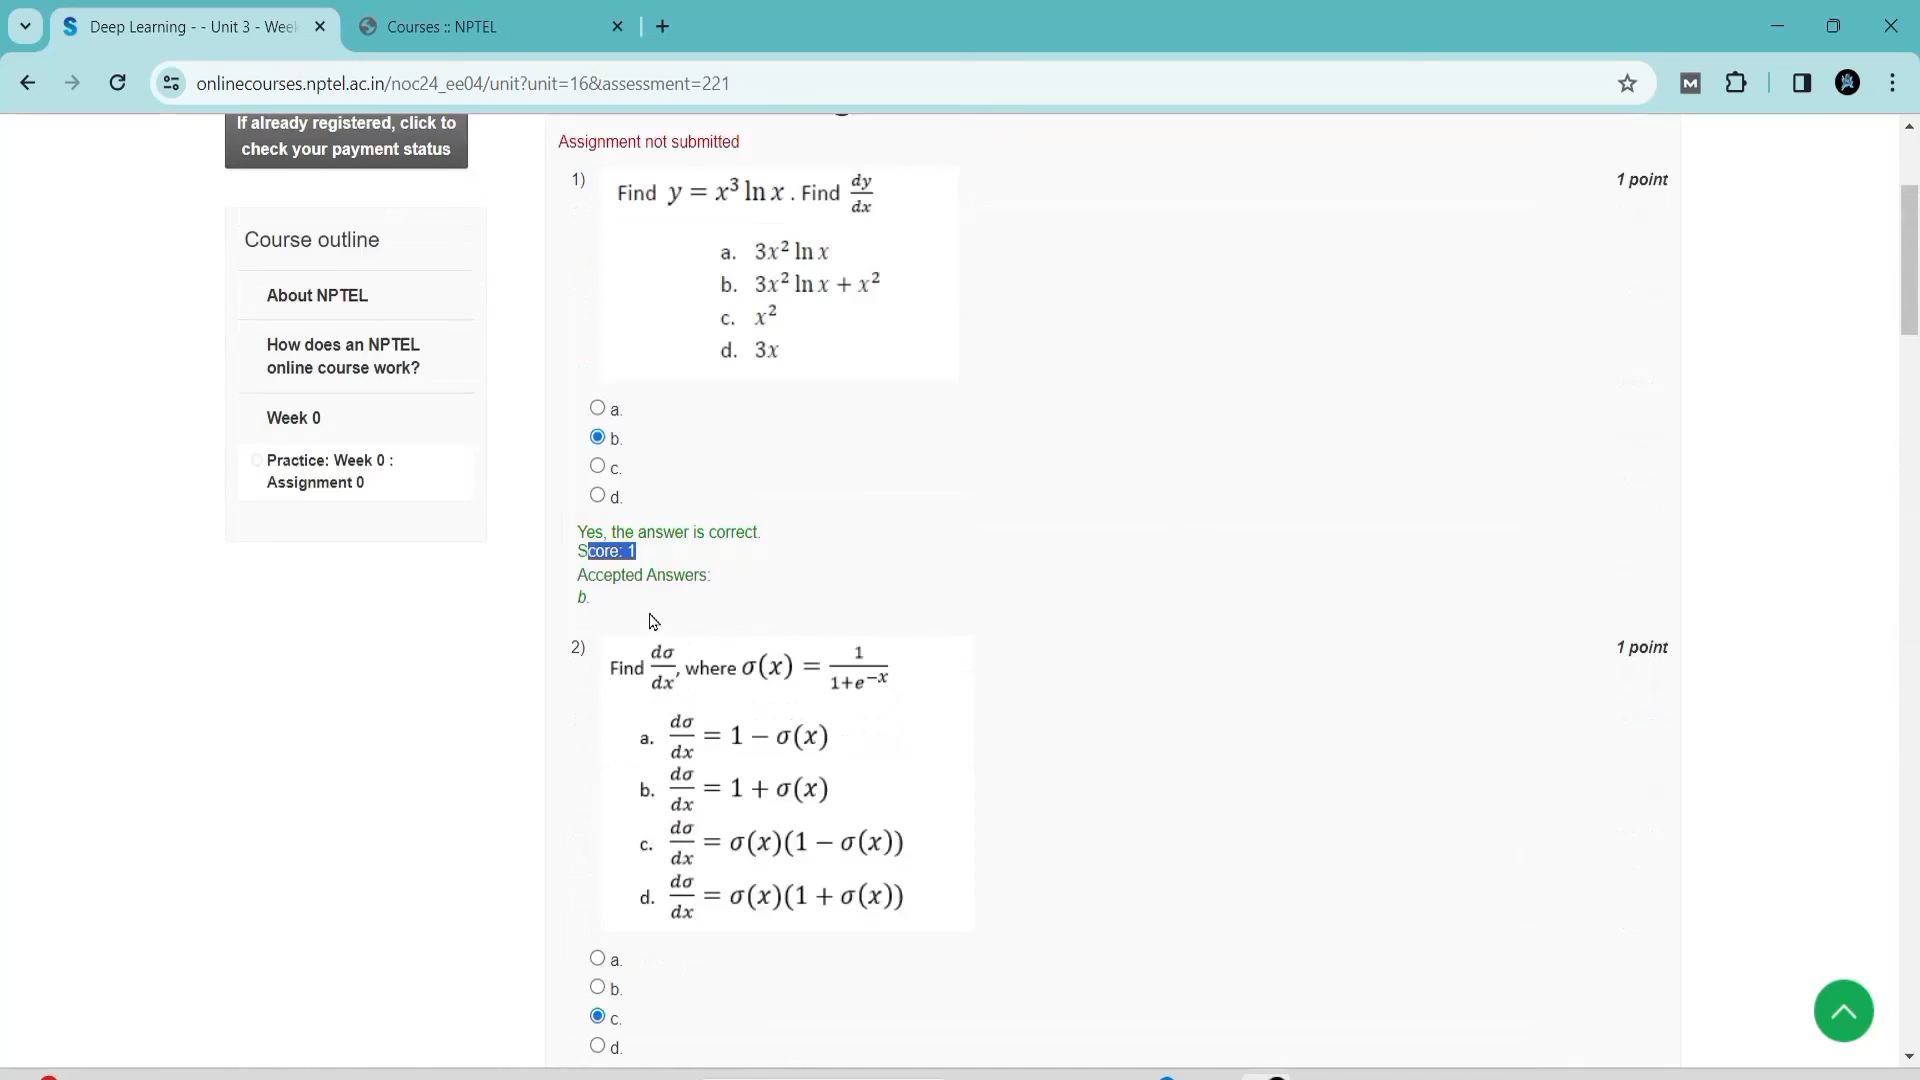 Deep Learning - - Unit 3 - Wee
Courses :: NPTEL
onlinecourses.nptel.ac.in/noc24_ee04/unit?unit=16&assessment=221
If already registered, click to
check your payment status
Course outline
About NPTEL
How does an NPTEL
online course work?
Week 0
Practice: Week 0 :
Assignment 0
Assignment not submitted
1)
1 point
Find y = x³ ln x . Find dy/dx
a. 3x² ln x
b. 3x² ln x + x²
c. x²
d. 3x
a.
b.
c.
d.
Yes, the answer is correct.
Score: 1
Accepted Answers:
b.
2)
1 point
Find dσ/dx, where σ(x) = 1/(1+e⁻ˣ)
a. dσ/dx = 1 − σ(x)
b. dσ/dx = 1 + σ(x)
c. dσ/dx = σ(x)(1 − σ(x))
d. dσ/dx = σ(x)(1 + σ(x))
a.
b.
c.
d.